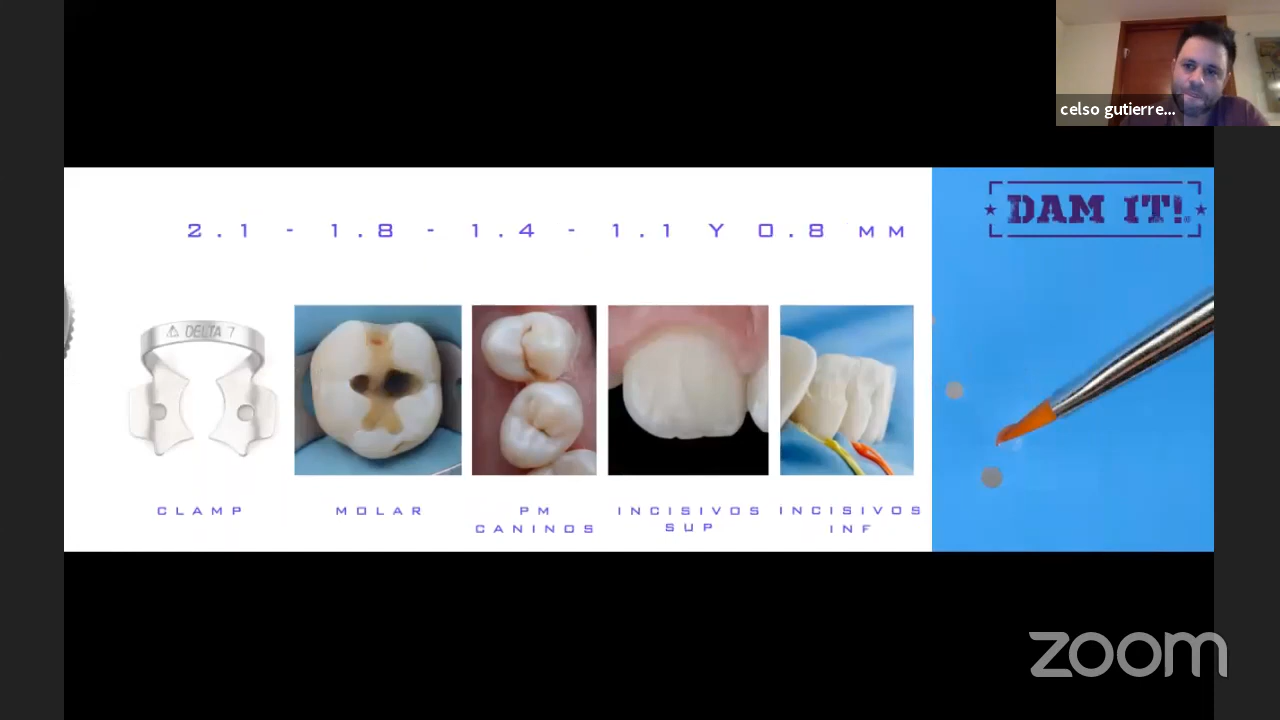 celso gutierre...
DAM IT!
2.1 - 1.8 - 1.4 - 1.1 Y 0.8 MM
DELTA 7
CLAMP
MOLAR
PM
CANINOS
INCISIVOS
SUP
INCISIVOS
INF
zoom